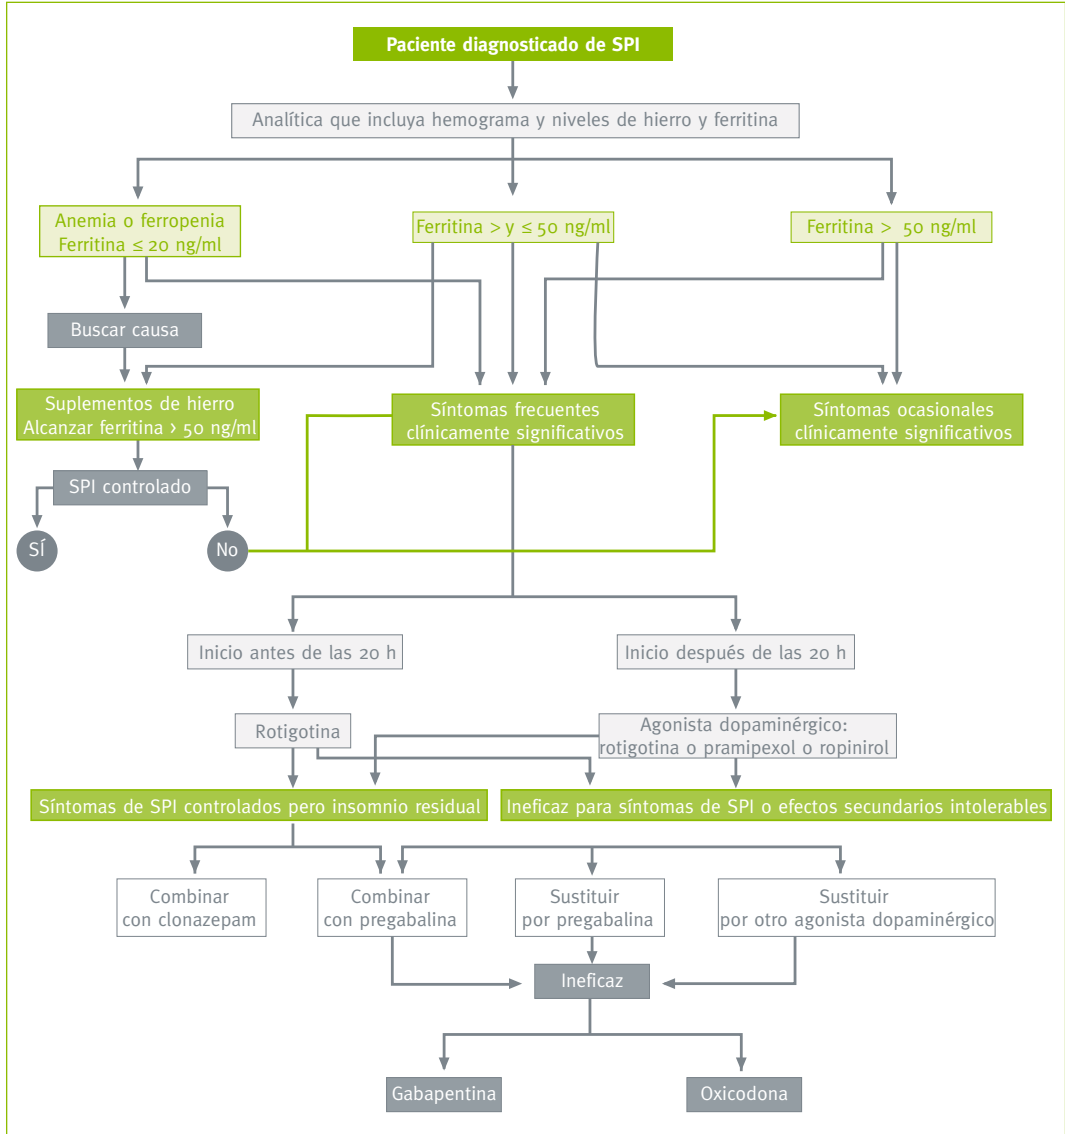 Paciente diagnosticado de SPI
Analítica que incluya hemograma y niveles de hierro y ferritina
Anemia o ferropenia
Ferritina ≤ 20 ng/ml
Ferritina > y ≤ 50 ng/ml
Ferritina > 50 ng/ml
Buscar causa
Suplementos de hierro
Alcanzar ferritina > 50 ng/ml
Síntomas frecuentes
clínicamente significativos
Síntomas ocasionales
clínicamente significativos
SPI controlado
SÍ
No
Inicio antes de las 20 h
Inicio después de las 20 h
Rotigotina
Agonista dopaminérgico:
rotigotina o pramipexol o ropinirol
Síntomas de SPI controlados pero insomnio residual
Ineficaz para síntomas de SPI o efectos secundarios intolerables
Combinar
con clonazepam
Combinar
con pregabalina
Sustituir
por pregabalina
Sustituir
por otro agonista dopaminérgico
Ineficaz
Gabapentina
Oxicodona